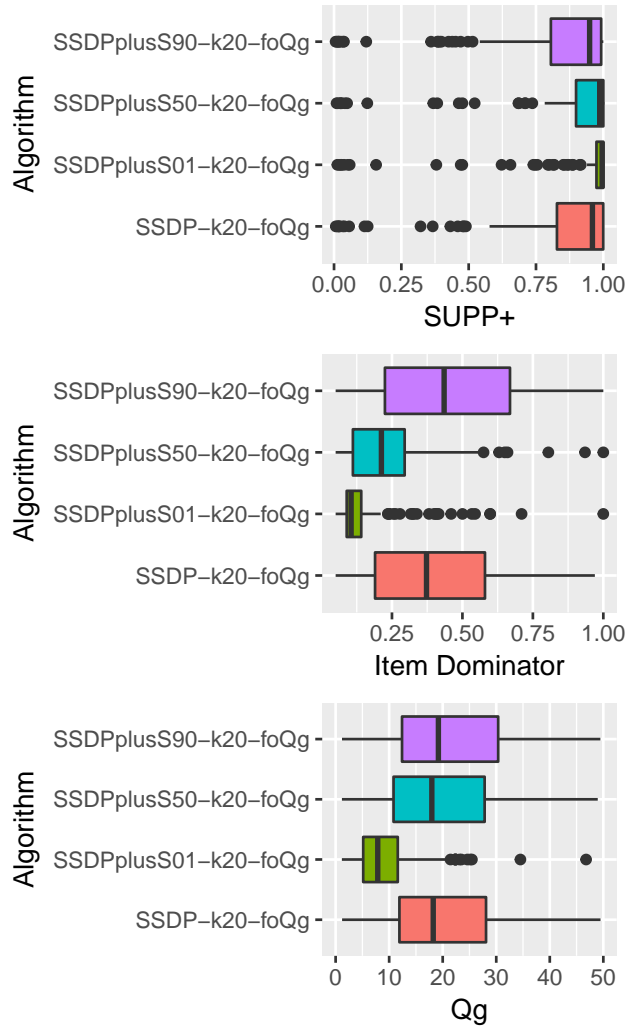 Algorithm
SSDPplusS90−k20−foQg
SSDPplusS50−k20−foQg
SSDPplusS01−k20−foQg
SSDP−k20−foQg
0.00 0.25 0.50 0.75 1.00
SUPP+
Algorithm
SSDPplusS90−k20−foQg
SSDPplusS50−k20−foQg
SSDPplusS01−k20−foQg
SSDP−k20−foQg
0.25 0.50 0.75 1.00
Item Dominator
Algorithm
SSDPplusS90−k20−foQg
SSDPplusS50−k20−foQg
SSDPplusS01−k20−foQg
SSDP−k20−foQg
0 10 20 30 40 50
Qg